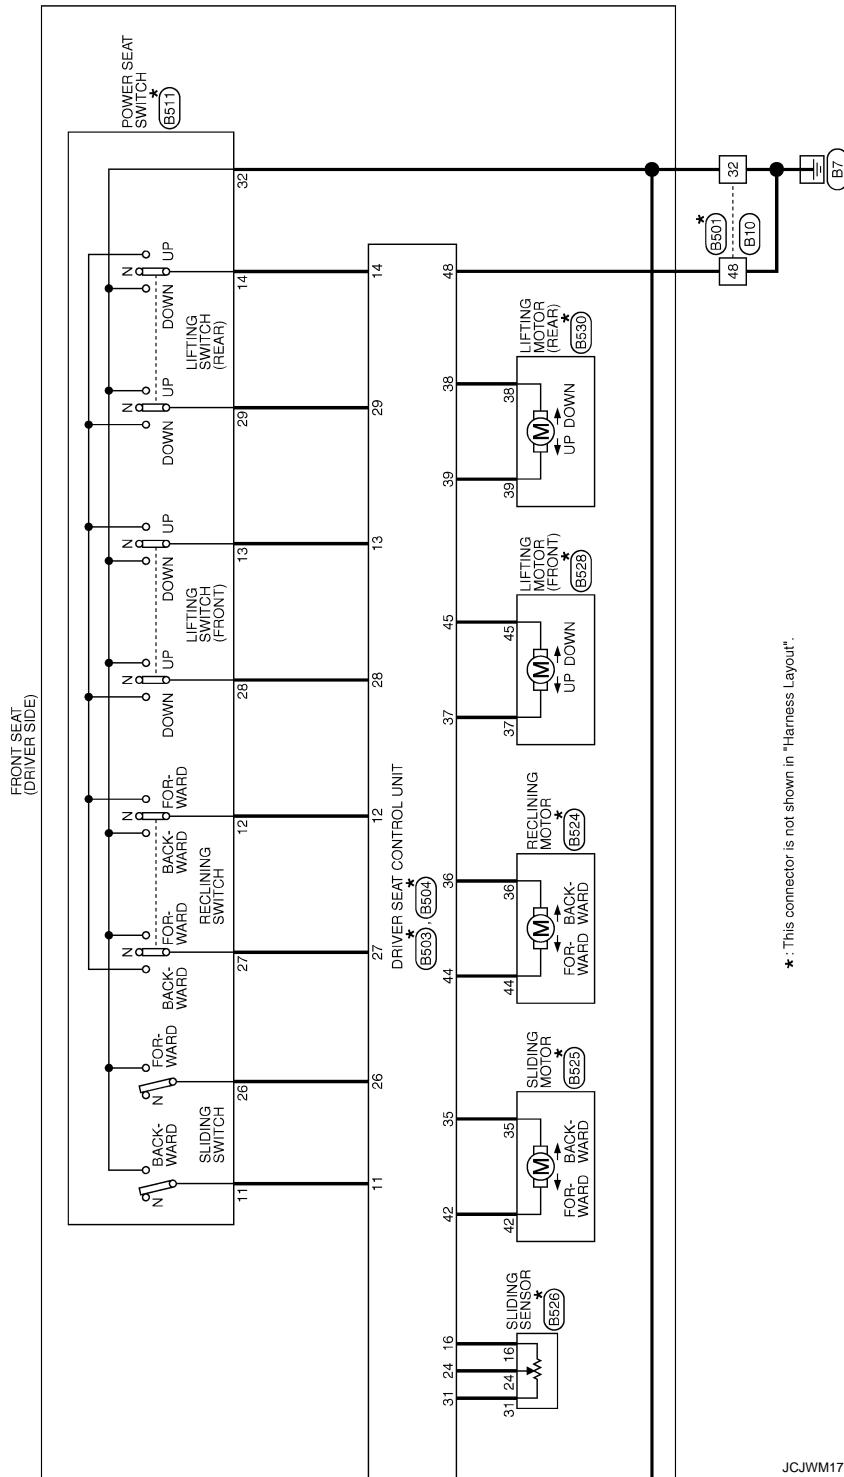 FRONT SEAT
(DRIVER SIDE)
POWER SEAT
SWITCH
*
B511
BACK-
WARD
N
FOR-
WARD
N
SLIDING
SWITCH
BACK-
WARD
N
FOR-
WARD
BACK-
WARD
N
FOR-
WARD
RECLINING
SWITCH
DOWN
N
UP
DOWN
N
UP
LIFTING
SWITCH
(FRONT)
DOWN
N
UP
DOWN
N
UP
LIFTING
SWITCH
(REAR)
11
26
27
12
28
13
29
14
32
11
26
27
12
28
13
29
14
DRIVER SEAT CONTROL UNIT
*
B503
,
*
B504
31
24
16
42
35
44
36
37
45
39
38
48
SLIDING
SENSOR
*
B526
31
24
16
SLIDING
MOTOR
*
B525
42
35
M
FOR-
WARD
BACK-
WARD
RECLINING
MOTOR
*
B524
44
36
M
FOR-
WARD
BACK-
WARD
LIFTING
MOTOR
(FRONT)
*
B528
37
45
M
UP
DOWN
LIFTING
MOTOR
(REAR)
*
B530
39
38
M
UP
DOWN
*
B501
B10
48
32
B7
* : This connector is not shown in "Harness Layout".
JCJWM17